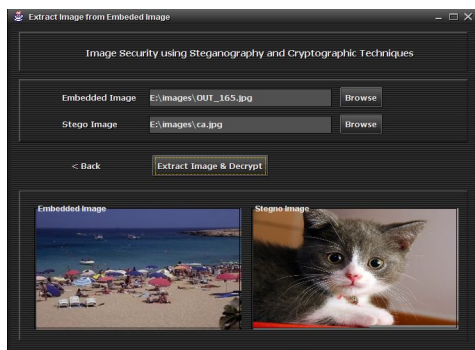 Extract Image from Embeded Image
Image Security using Steganography and Cryptographic Techniques
Embedded Image E:\images\OUT_165.jpg Browse
Stego Image E:\images\ca.jpg Browse
< Back Extract Image & Decrypt
Embedded Image Stegno Image